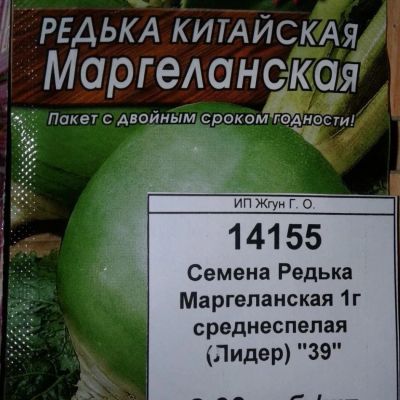 РЕДЬКА КИТАЙСКАЯ
Маргеланская
Пакет с двойным сроком годности!
ИП Жгун Г. О.
14155
Семена Редька
Маргеланская 1г
среднеспелая
(Лидер) "39"